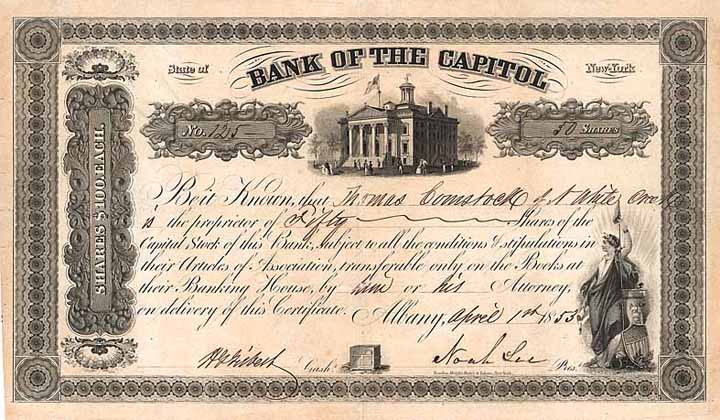 State of
BANK OF THE CAPITOL
New-York
No. 125
50 SHARES
SHARES $100 EACH.
Be it Known, that Thomas Comstock of N White Creek
is the proprietor of Fifty Shares of the
Capital Stock of this Bank, Subject to all the conditions & stipulations in
their Articles of Association, transferable only on the Books at
their Banking House, by him or his Attorney,
on delivery of this Certificate. Albany, April 1st 1853
Cash.
Noah Lee Pres.